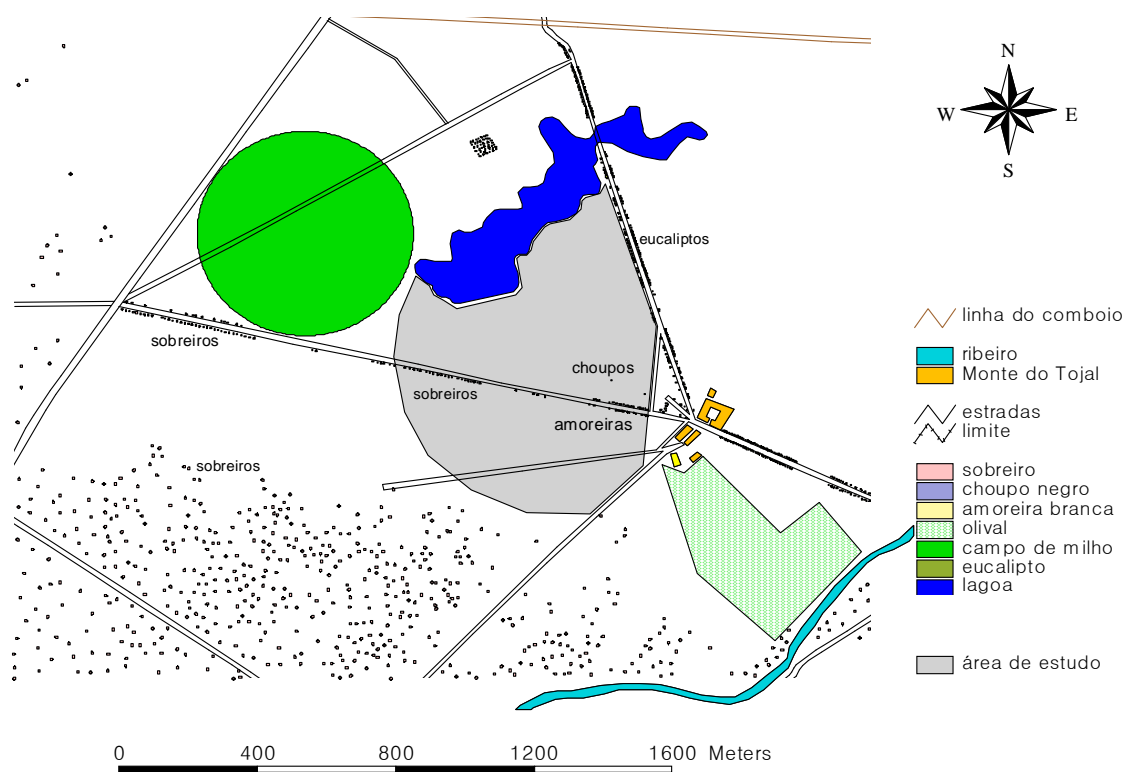 N
W E
S
eucaliptos
linha do comboio
sobreiros
ribeiro
Monte do Tojal
choupos
sobreiros
estradas
amoreiras
limite
sobreiros
sobreiro
choupo negro
amoreira branca
olival
campo de milho
eucalipto
lagoa
área de estudo
0 400 800 1200 1600 Meters